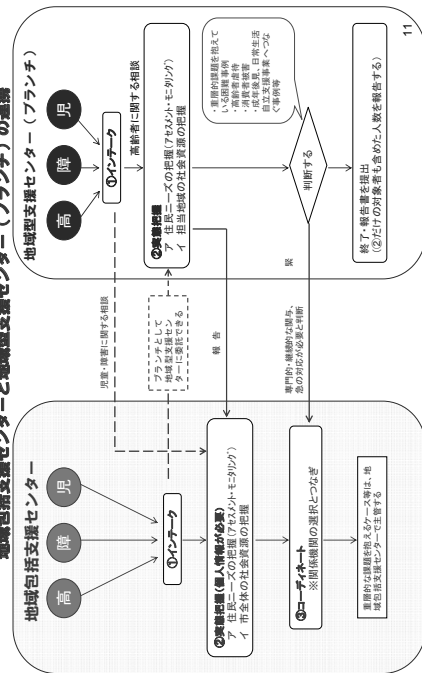 地域包括支援センターと地域型支援センター（ブランチ）の連携
地域包括支援センター
高
障
児
①インテーク
②実態把握(個人情報が必要)
ア　住民ニーズの把握(アセスメント・モニタリング)
イ　市全体の社会資源の把握
③コーディネート
※関係機関の選択とつなぎ
重層的な課題を抱えるケース等は、地
域包括支援センターで主管する
児童・障害に関する相談
ブランチとして
地域型支援セン
ターに委託できる
報告
専門的・継続的な関与、
緊
急の対応が必要と判断
地域型支援センター（ブランチ）
高
障
児
①インテーク
高齢者に関する相談
②実態把握
ア　住民ニーズの把握(アセスメント・モニタリング)
イ　担当地域の社会資源の把握
・重層的課題を抱えて
いる困難事例
・高齢者虐待
・消費者被害
・成年後見、日常生活
自立支援事業へつな
ぐ事例等
判断する
終了・報告書を提出
(②だけの対象者も含めた人数を報告する)
11